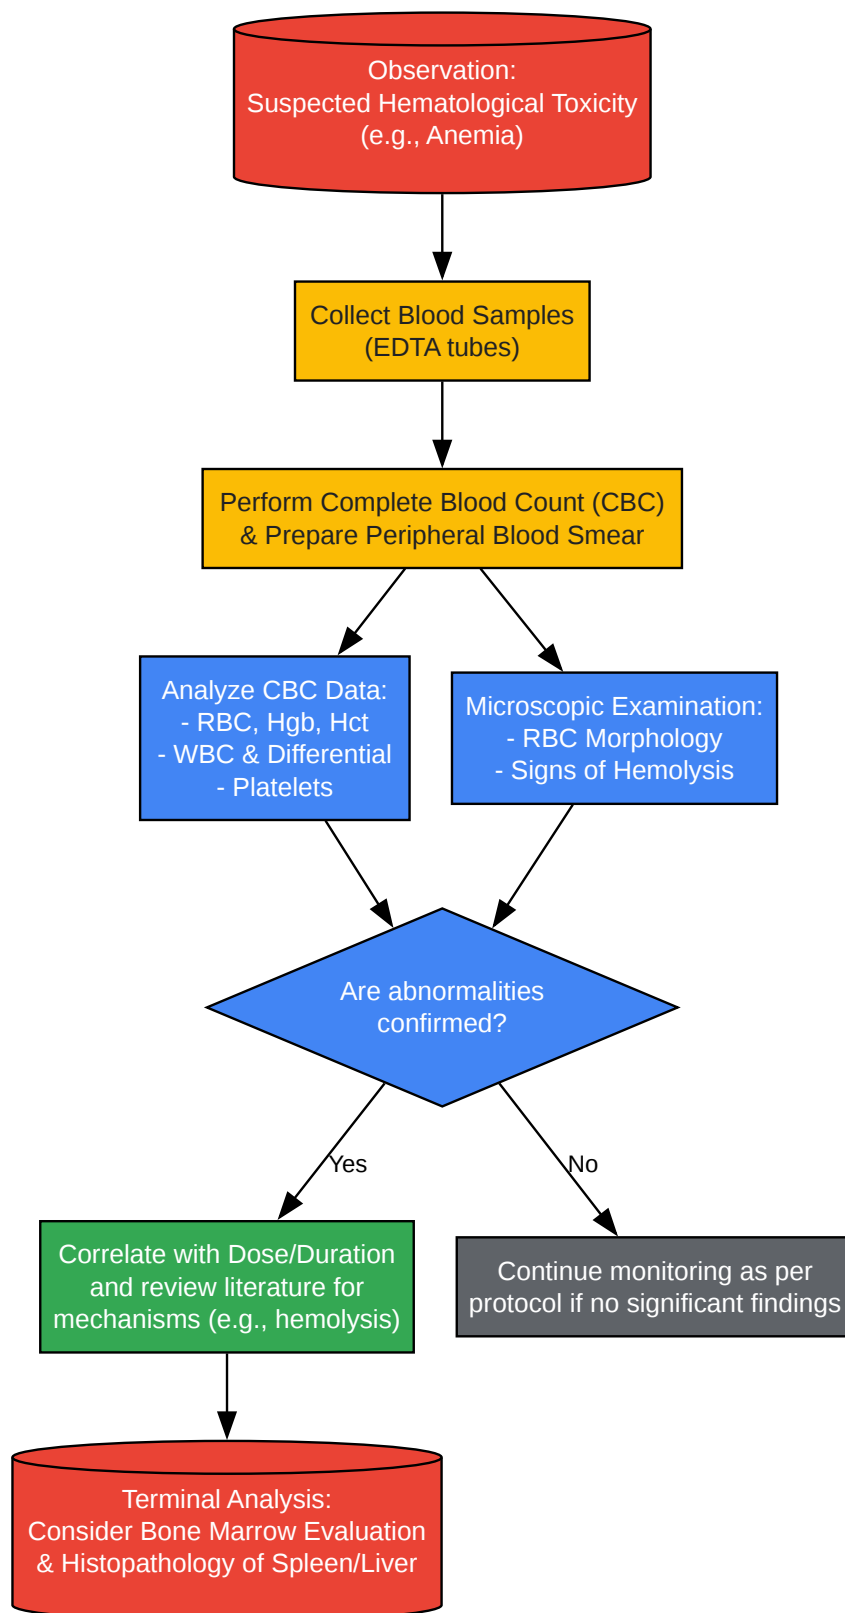 Observation:
Suspected Hematological Toxicity
(e.g., Anemia)
Collect Blood Samples
(EDTA tubes)
Perform Complete Blood Count (CBC)
& Prepare Peripheral Blood Smear
Analyze CBC Data:
- RBC, Hgb, Hct
- WBC & Differential
- Platelets
Microscopic Examination:
- RBC Morphology
- Signs of Hemolysis
Are abnormalities
confirmed?
Yes
No
Correlate with Dose/Duration
and review literature for
mechanisms (e.g., hemolysis)
Continue monitoring as per
protocol if no significant findings
Terminal Analysis:
Consider Bone Marrow Evaluation
& Histopathology of Spleen/Liver